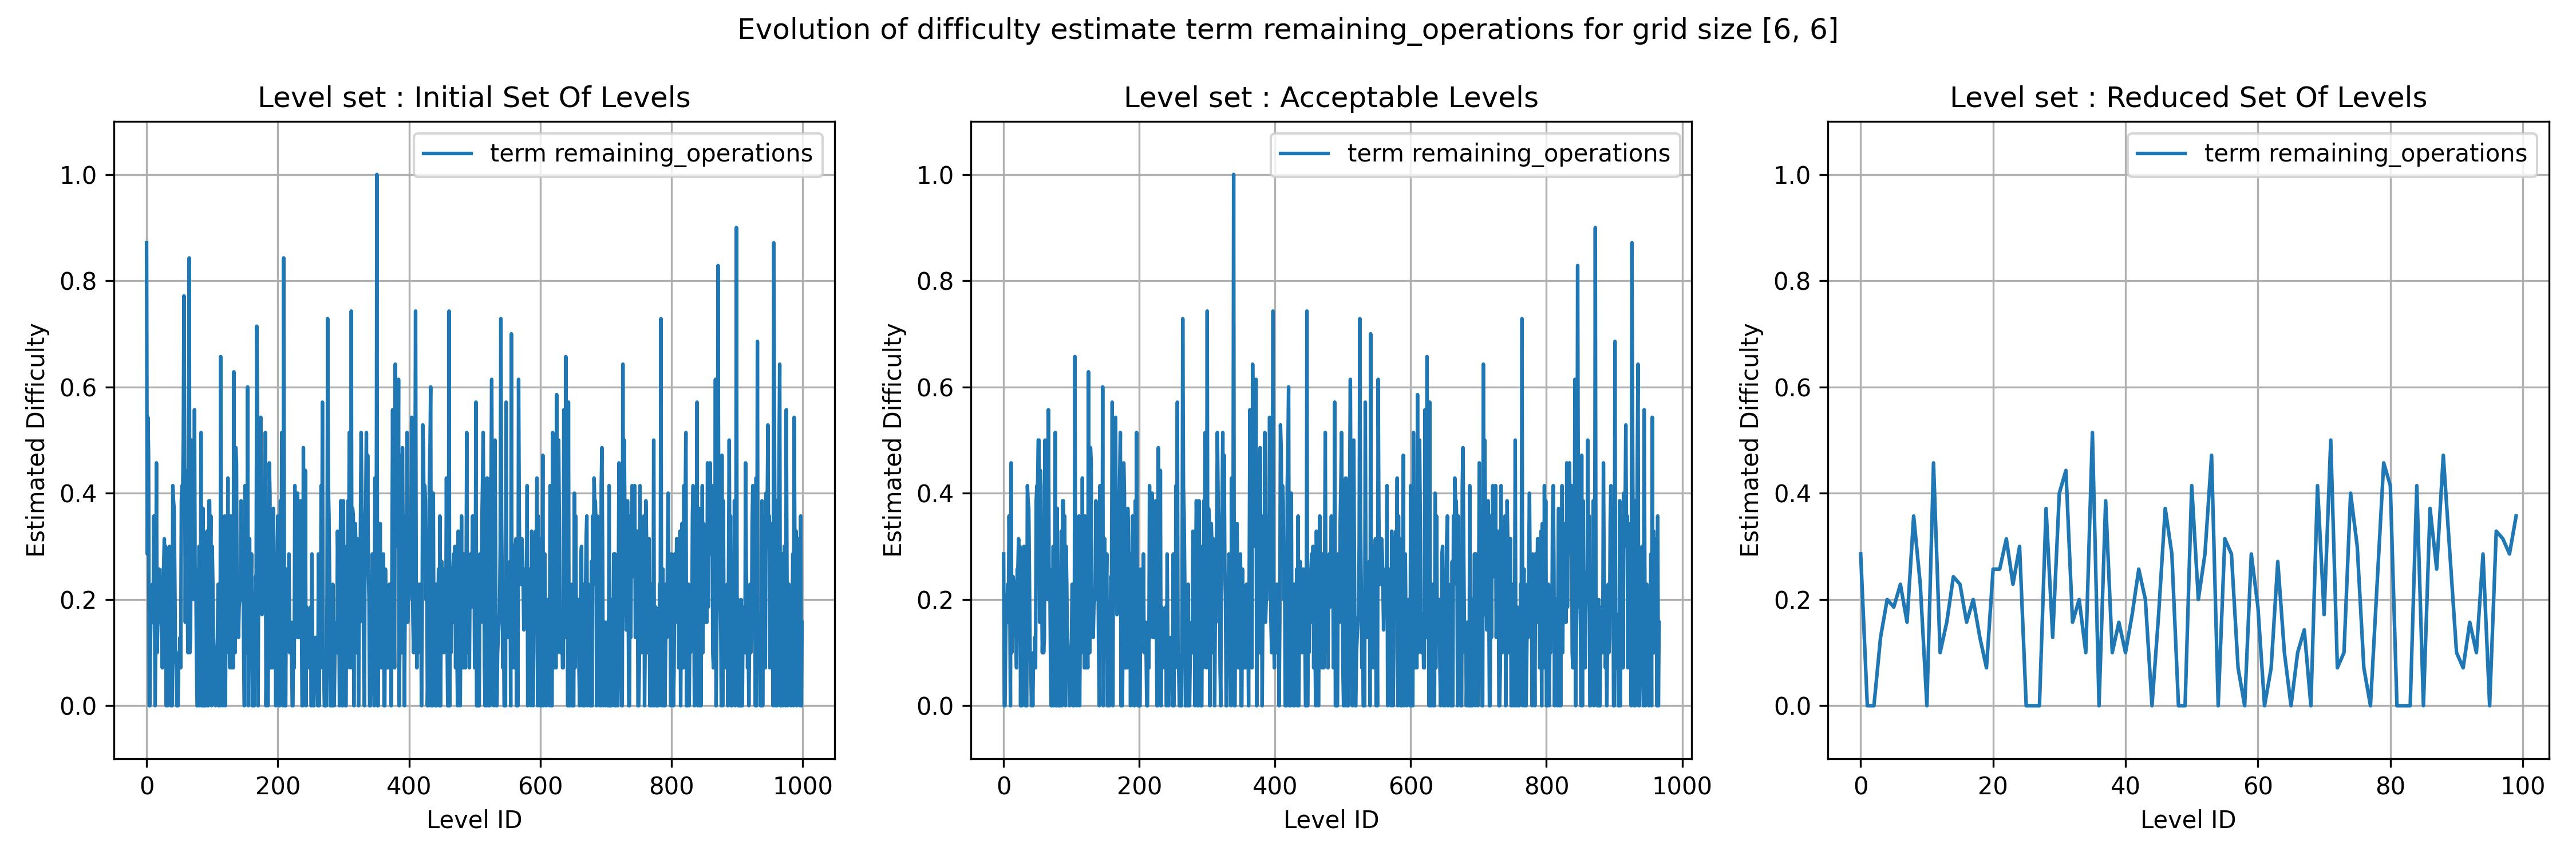 Evolution of difficulty estimate term remaining_operations for grid size [6, 6]
Level set : Initial Set Of Levels
term remaining_operations
1.0
0.8
0.6
0.4
0.2
0.0
Estimated Difficulty
0 200 400 600 800 1000
Level ID
Level set : Acceptable Levels
term remaining_operations
1.0
0.8
0.6
0.4
0.2
0.0
Estimated Difficulty
0 200 400 600 800 1000
Level ID
Level set : Reduced Set Of Levels
term remaining_operations
1.0
0.8
0.6
0.4
0.2
0.0
Estimated Difficulty
0 20 40 60 80 100
Level ID